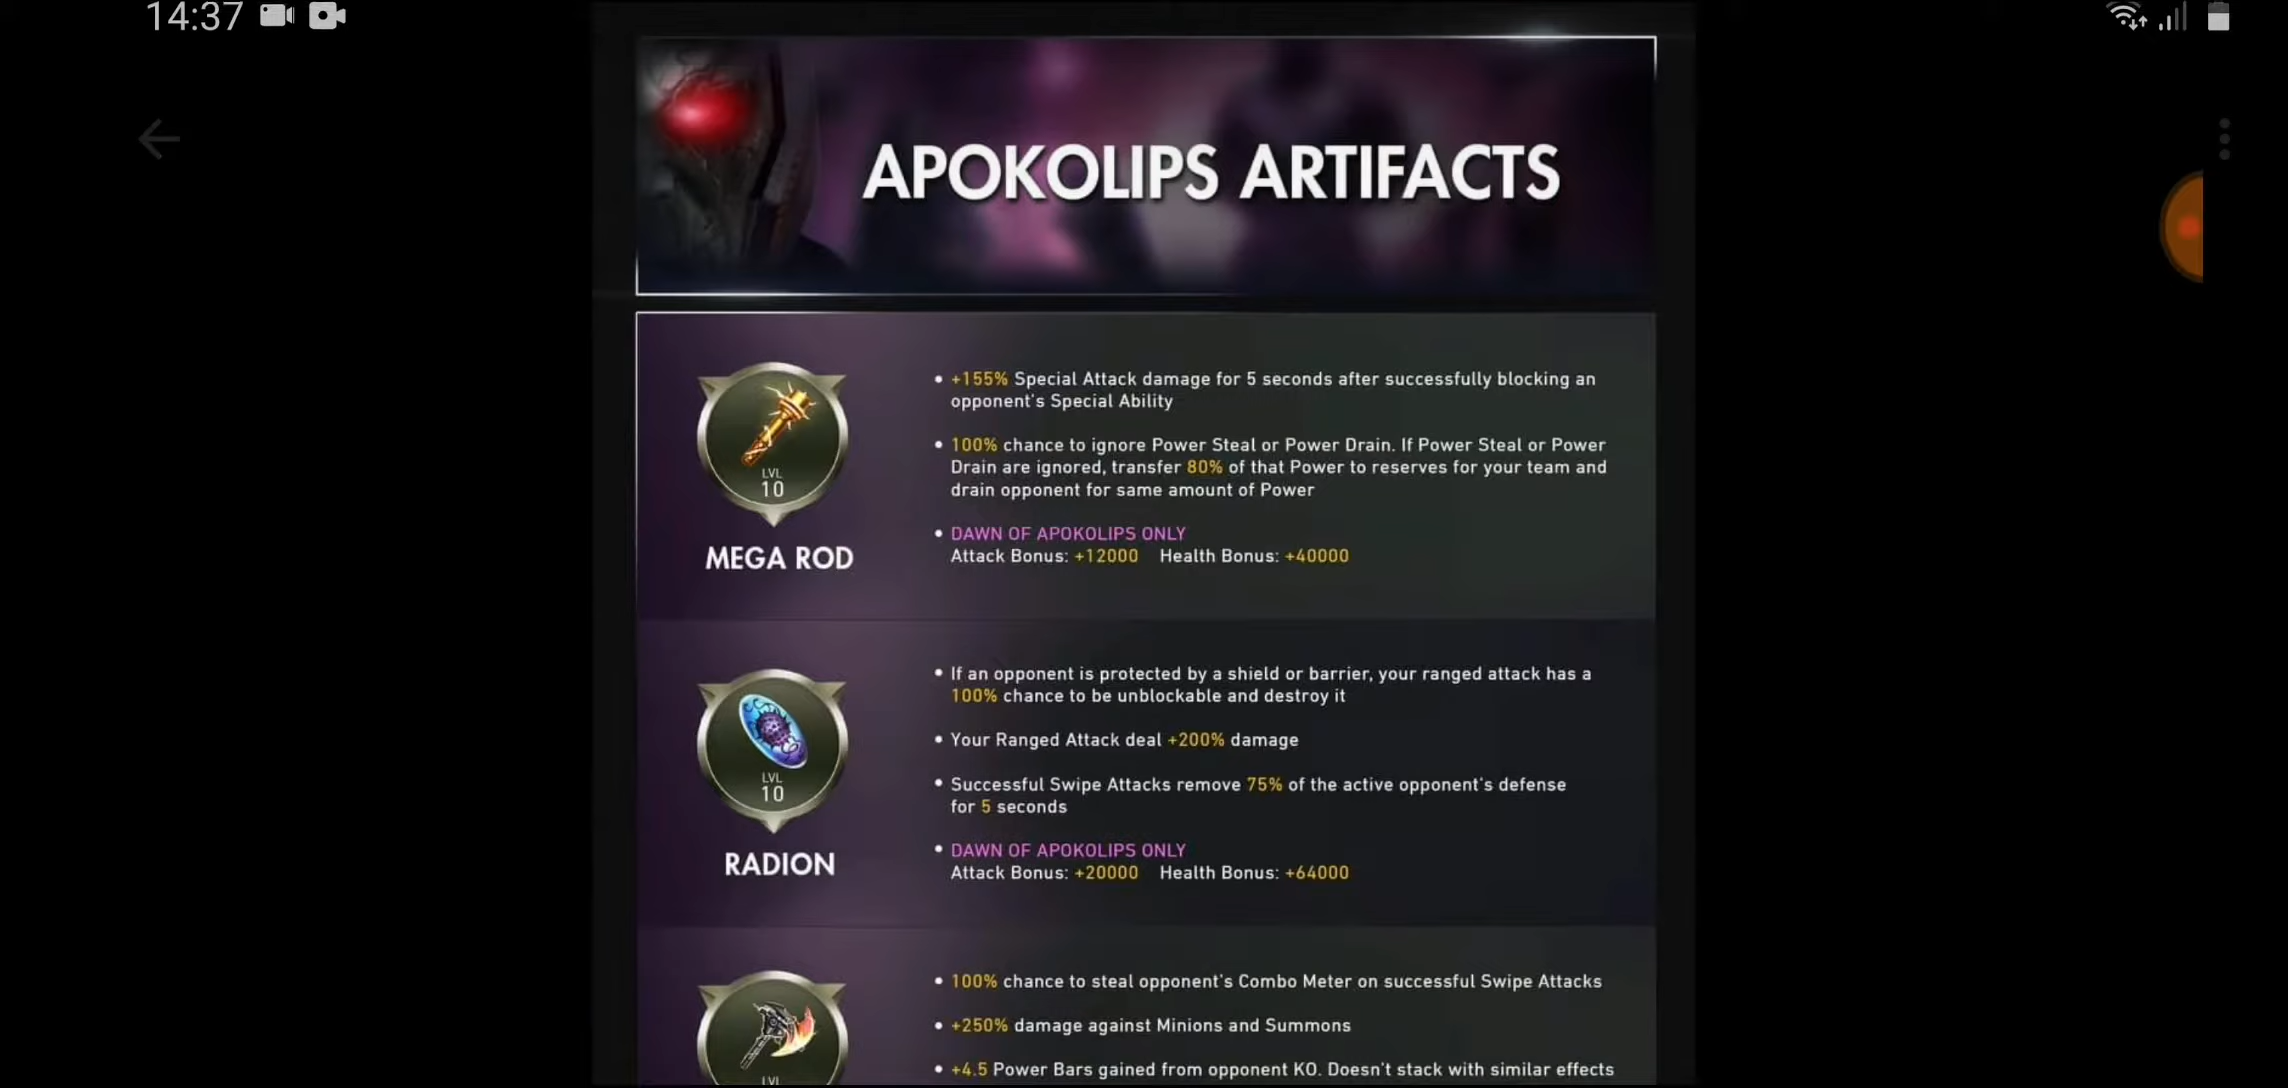 14:37
APOKOLIPS ARTIFACTS
• +155% Special Attack damage for 5 seconds after successfully blocking an
opponent's Special Ability
• 100% chance to ignore Power Steal or Power Drain. If Power Steal or Power
Drain are ignored, transfer 80% of that Power to reserves for your team and
drain opponent for same amount of Power
• DAWN OF APOKOLIPS ONLY
Attack Bonus: +12000 Health Bonus: +40000
LVL
10
MEGA ROD
• If an opponent is protected by a shield or barrier, your ranged attack has a
100% chance to be unblockable and destroy it
• Your Ranged Attack deal +200% damage
• Successful Swipe Attacks remove 75% of the active opponent's defense
for 5 seconds
• DAWN OF APOKOLIPS ONLY
Attack Bonus: +20000 Health Bonus: +64000
LVL
10
RADION
• 100% chance to steal opponent's Combo Meter on successful Swipe Attacks
• +250% damage against Minions and Summons
• +4.5 Power Bars gained from opponent KO. Doesn't stack with similar effects
LVL